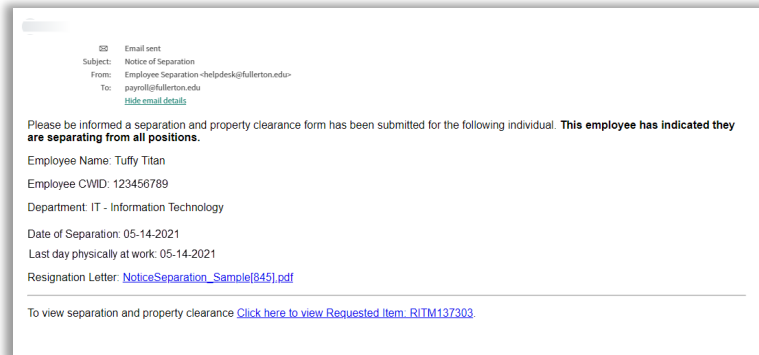 Email sent
Subject: Notice of Separation
From: Employee Separation <helpdesk@fullerton.edu>
To: payroll@fullerton.edu
Hide email details
Please be informed a separation and property clearance form has been submitted for the following individual. This employee has indicated they
are separating from all positions.
Employee Name: Tuffy Titan
Employee CWID: 123456789
Department: IT - Information Technology
Date of Separation: 05-14-2021
Last day physically at work: 05-14-2021
Resignation Letter: NoticeSeparation_Sample[845].pdf
To view separation and property clearance Click here to view Requested Item: RITM137303.